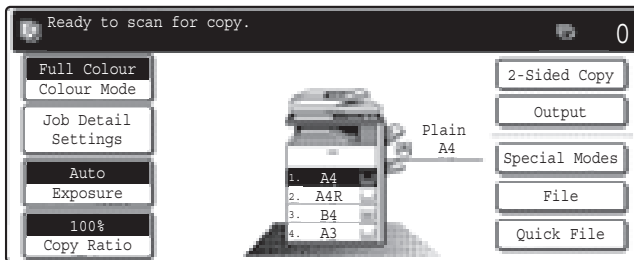 Ready to scan for copy.
0
Full Colour
Colour Mode
Job Detail
Settings
Auto
Exposure
100%
Copy Ratio
Plain
A4
1. A4
2. A4R
3. B4
4. A3
2-Sided Copy
Output
Special Modes
File
Quick File